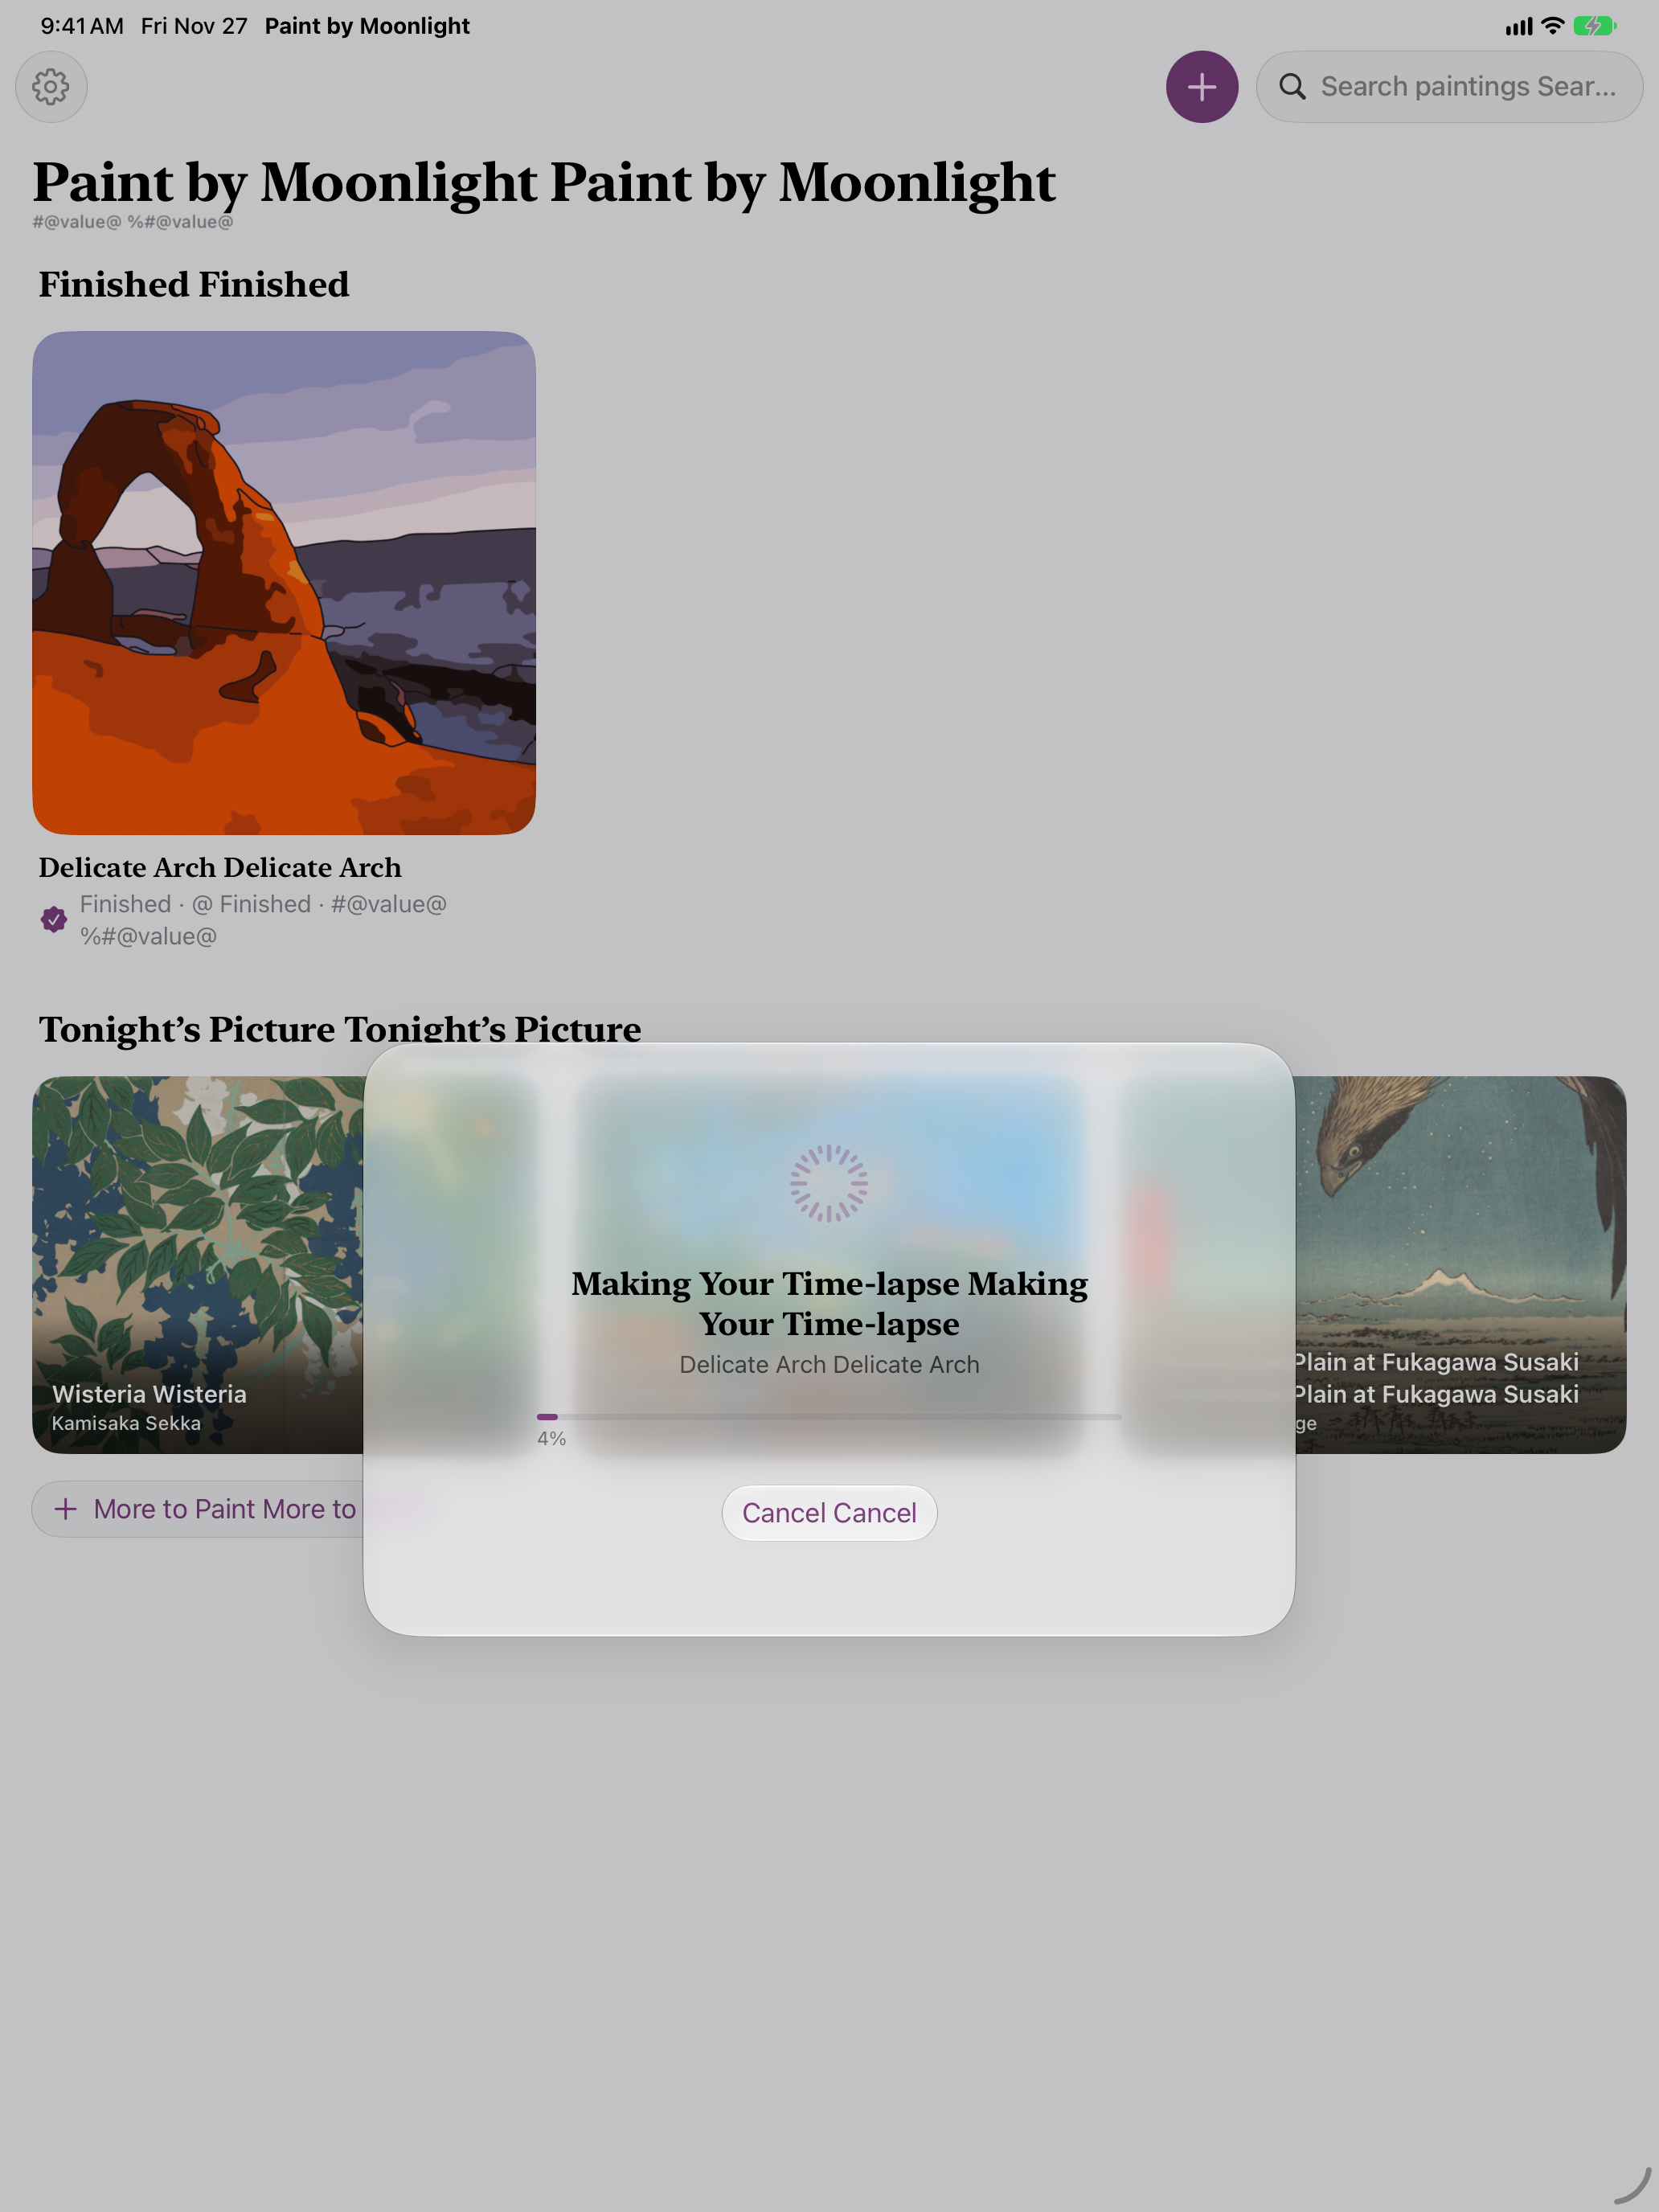 9:41 AM Fri Nov 27 Paint by Moonlight
Search paintings Sear...
Paint by Moonlight Paint by Moonlight
#@value@ %#@value@
Finished Finished
Delicate Arch Delicate Arch
Finished · @ Finished · #@value@
%#@value@
Tonight’s Picture Tonight’s Picture
Making Your Time-lapse Making
Your Time-lapse
Delicate Arch Delicate Arch
4%
Cancel Cancel
Wisteria Wisteria
Kamisaka Sekka
Plain at Fukagawa Susaki
Plain at Fukagawa Susaki
ge
More to Paint More to